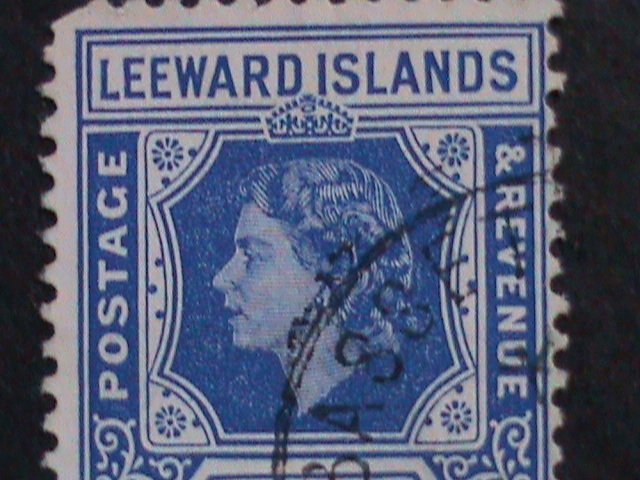 LEEWARD ISLANDS
POSTAGE
& REVENUE